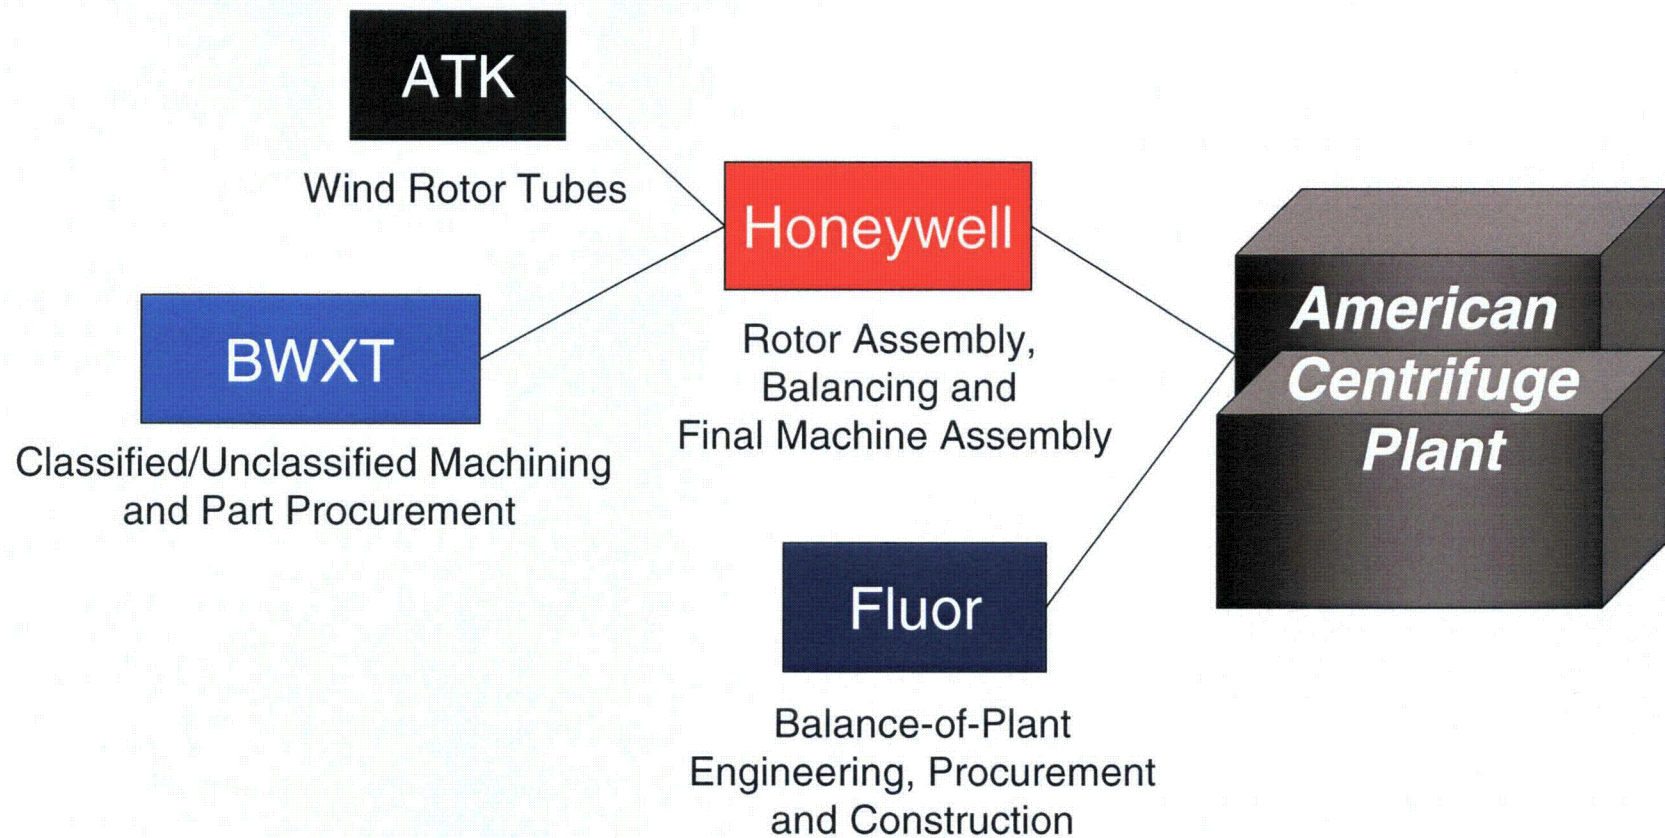 ATK
Wind Rotor Tubes
BWXT
Classified/Unclassified Machining
and Part Procurement
Honeywell
Rotor Assembly,
Balancing and
Final Machine Assembly
Fluor
Balance-of-Plant
Engineering, Procurement
and Construction
American
Centrifuge
Plant